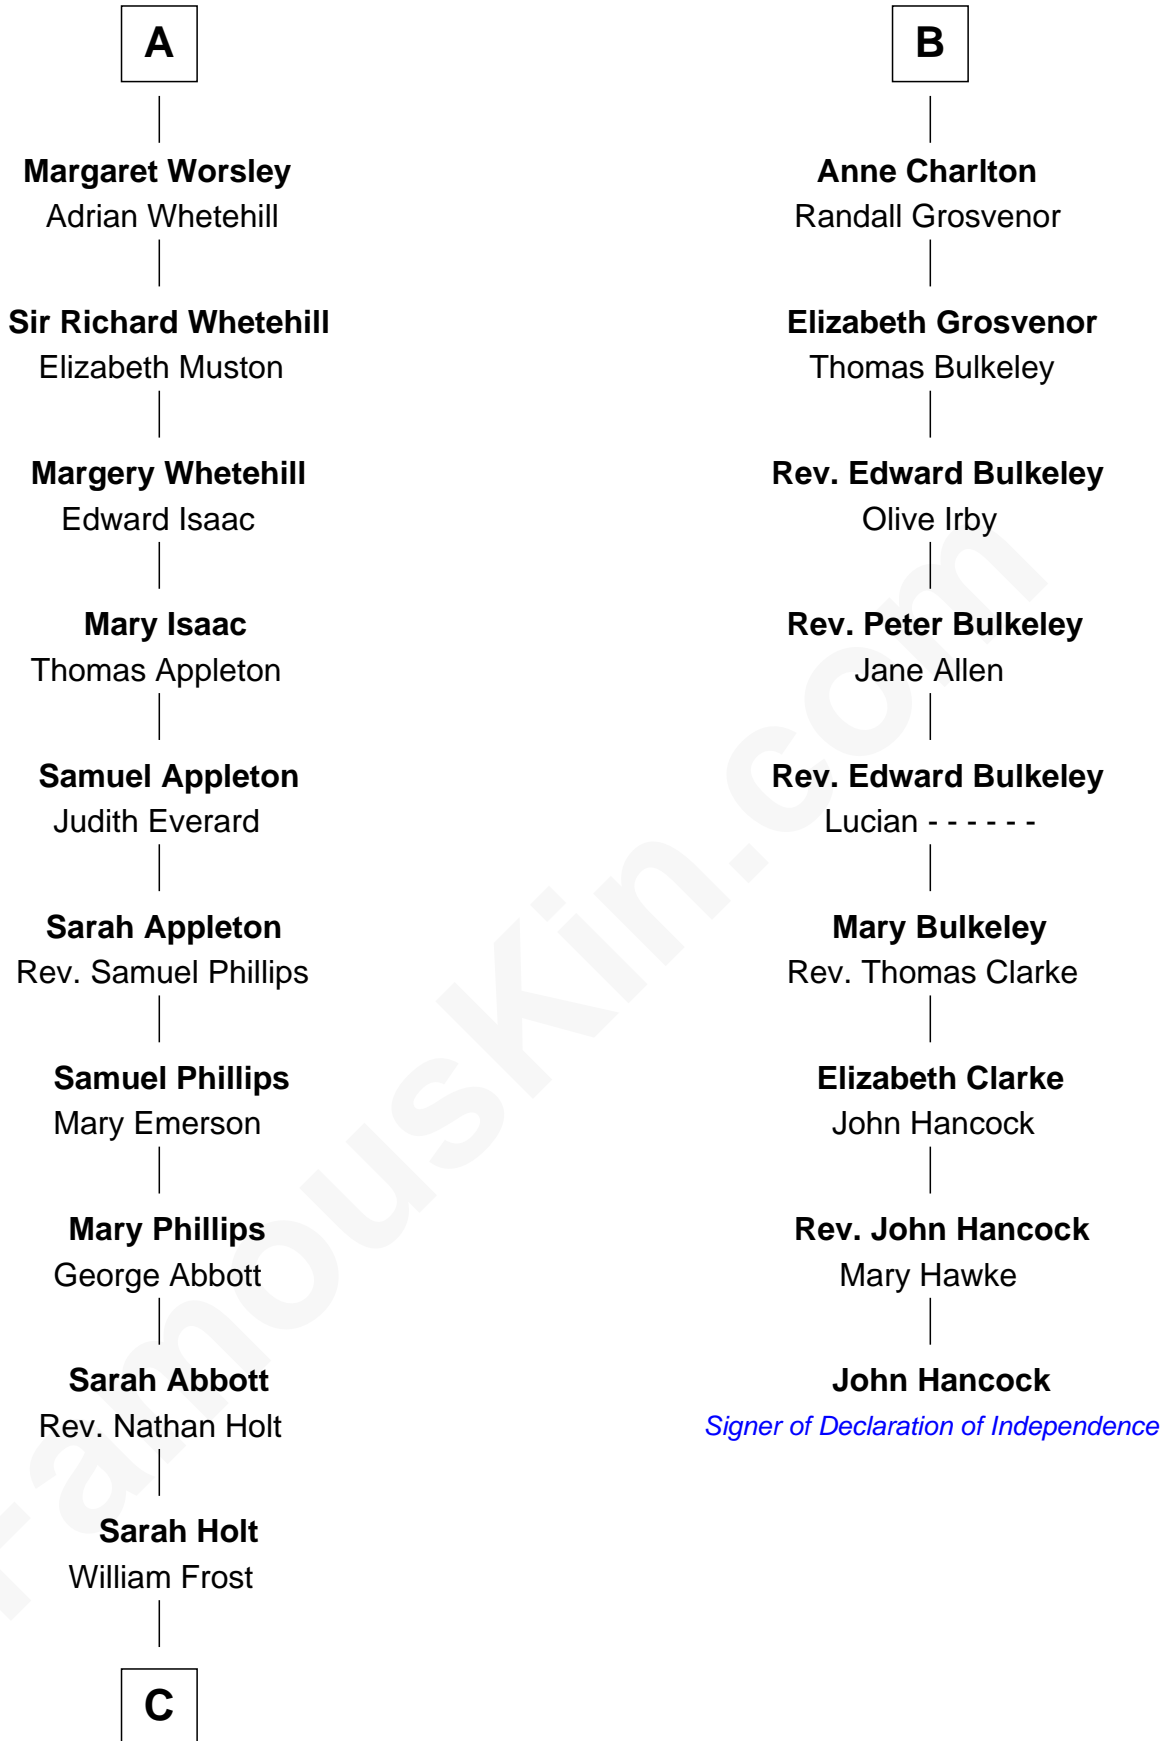 A
Margaret Worsley
Adrian Whetehill
Sir Richard Whetehill
Elizabeth Muston
Margery Whetehill
Edward Isaac
Mary Isaac
Thomas Appleton
Samuel Appleton
Judith Everard
Sarah Appleton
Rev. Samuel Phillips
Samuel Phillips
Mary Emerson
Mary Phillips
George Abbott
Sarah Abbott
Rev. Nathan Holt
Sarah Holt
William Frost
C
B
Anne Charlton
Randall Grosvenor
Elizabeth Grosvenor
Thomas Bulkeley
Rev. Edward Bulkeley
Olive Irby
Rev. Peter Bulkeley
Jane Allen
Rev. Edward Bulkeley
Lucian - - - - - -
Mary Bulkeley
Rev. Thomas Clarke
Elizabeth Clarke
John Hancock
Rev. John Hancock
Mary Hawke
John Hancock
Signer of Declaration of Independence
FamousKin.com